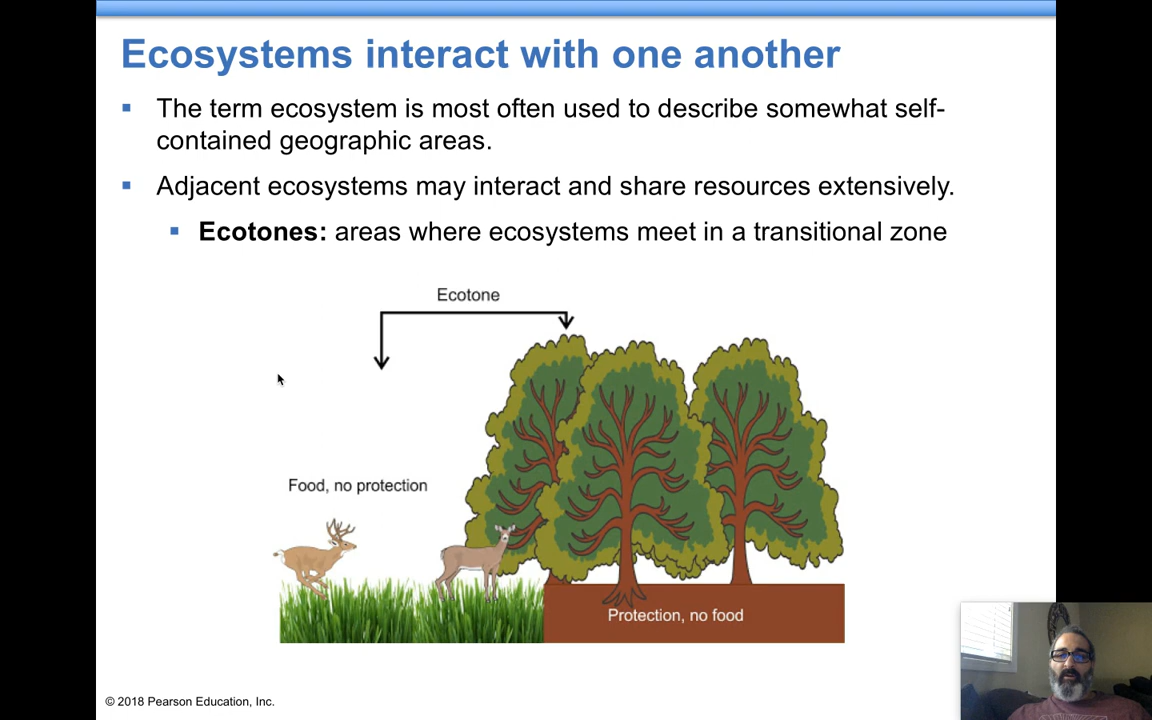 Ecosystems interact with one another
The term ecosystem is most often used to describe somewhat self-
contained geographic areas.
Adjacent ecosystems may interact and share resources extensively.
Ecotones: areas where ecosystems meet in a transitional zone
Ecotone
Food, no protection
Protection, no food
© 2018 Pearson Education, Inc.